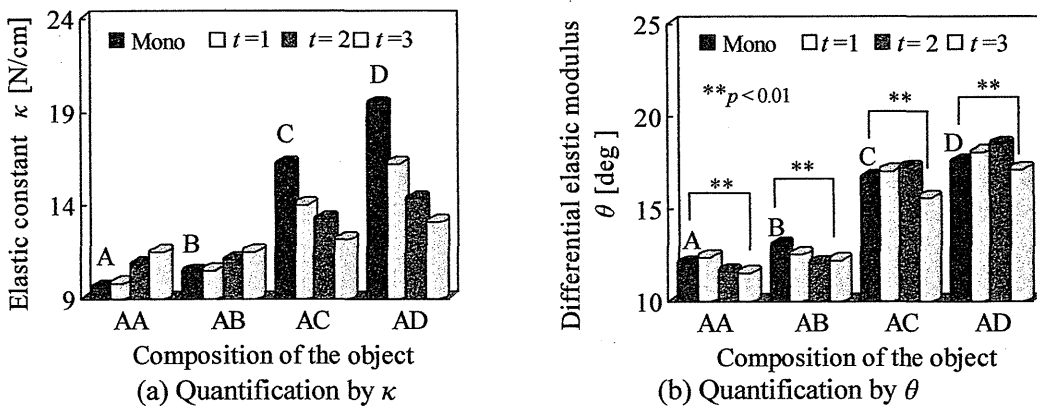 24
19
14
9
Elastic constant κ [N/cm]
Mono t=1 t=2 t=3
A
B
C
D
AA AB AC AD
Composition of the object
(a) Quantification by κ
25
20
15
10
Differential elastic modulus
θ [deg]
Mono t=1 t=2 t=3
**p<0.01
**
**
**
**
A
B
C
D
AA AB AC AD
Composition of the object
(b) Quantification by θ